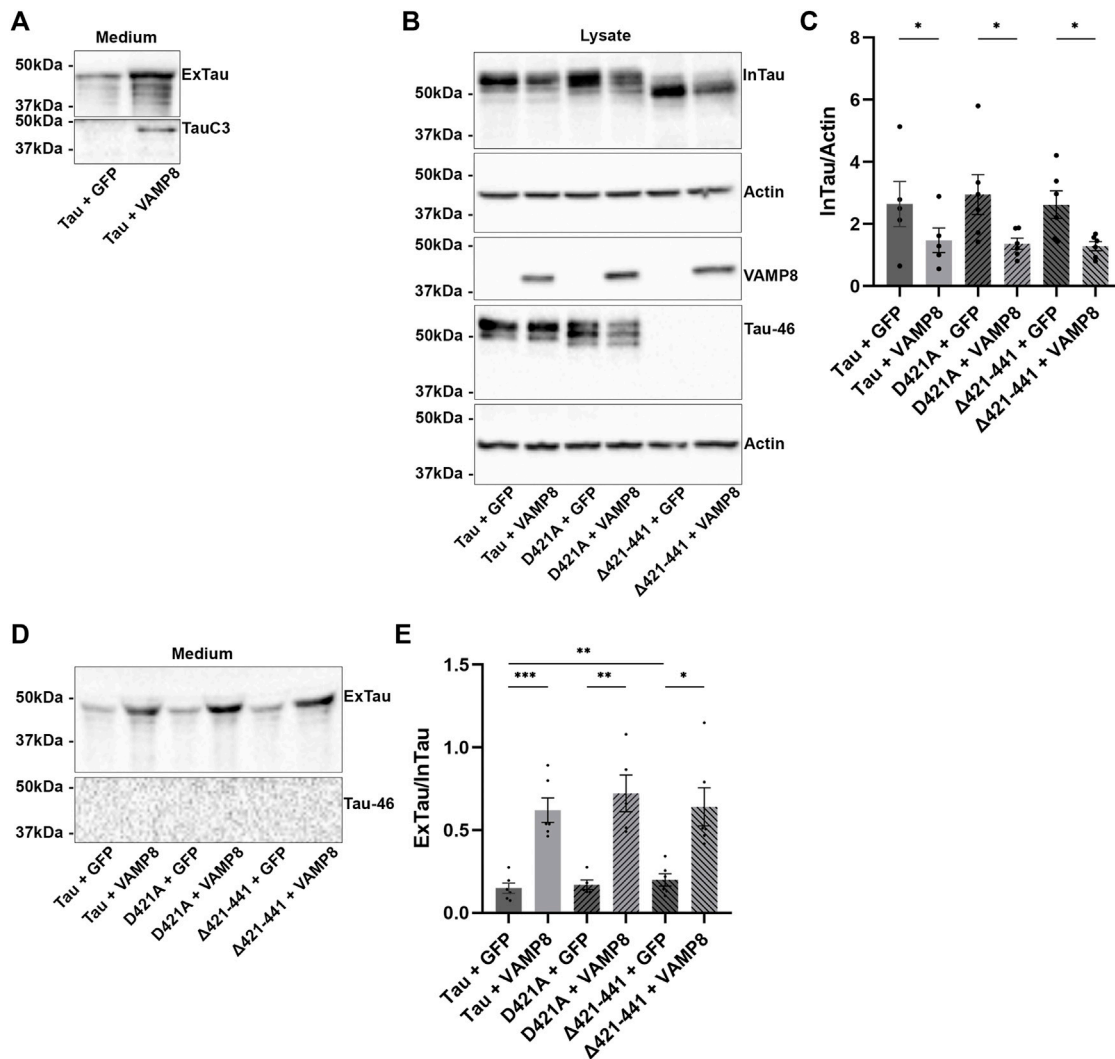 A
Medium
50kDa -
ExTau
37kDa -
50kDa -
TauC3
37kDa -
Tau + GFP
Tau + VAMP8
B
Lysate
InTau
50kDa -
37kDa -
50kDa -
Actin
37kDa -
50kDa -
VAMP8
37kDa -
Tau-46
50kDa -
37kDa -
50kDa -
Actin
37kDa -
Tau + GFP
Tau + VAMP8
D421A + GFP
D421A + VAMP8
Δ421-441 + GFP
Δ421-441 + VAMP8
C
* * *
InTau/Actin
8
6
4
2
0
Tau + GFP
Tau + VAMP8
D421A + GFP
D421A + VAMP8
Δ421-441 + GFP
Δ421-441 + VAMP8
D
Medium
50kDa -
ExTau
37kDa -
50kDa -
Tau-46
37kDa -
Tau + GFP
Tau + VAMP8
D421A + GFP
D421A + VAMP8
Δ421-441 + GFP
Δ421-441 + VAMP8
E
**
*** ** *
ExTau/InTau
1.5
1.0
0.5
0.0
Tau + GFP
Tau + VAMP8
D421A + GFP
D421A + VAMP8
Δ421-441 + GFP
Δ421-441 + VAMP8